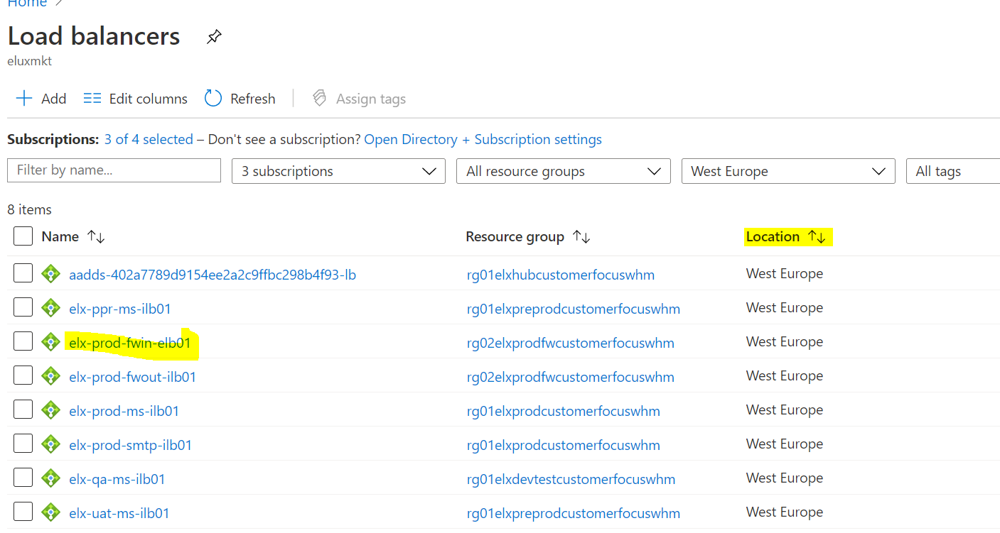 Home >
Load balancers
eluxmkt
Add Edit columns Refresh Assign tags
Subscriptions: 3 of 4 selected – Don't see a subscription? Open Directory + Subscription settings
Filter by name... 3 subscriptions All resource groups West Europe All tags
8 items
Name Resource group Location
aadds-402a7789d9154ee2a2c9ffbc298b4f93-lb rg01elxhubcustomerfocuswhm West Europe
elx-ppr-ms-ilb01 rg01elxpreprodcustomerfocuswhm West Europe
elx-prod-fwin-elb01 rg02elxprodfwcustomerfocuswhm West Europe
elx-prod-fwout-ilb01 rg02elxprodfwcustomerfocuswhm West Europe
elx-prod-ms-ilb01 rg01elxprodcustomerfocuswhm West Europe
elx-prod-smtp-ilb01 rg01elxprodcustomerfocuswhm West Europe
elx-qa-ms-ilb01 rg01elxdevtestcustomerfocuswhm West Europe
elx-uat-ms-ilb01 rg01elxpreprodcustomerfocuswhm West Europe